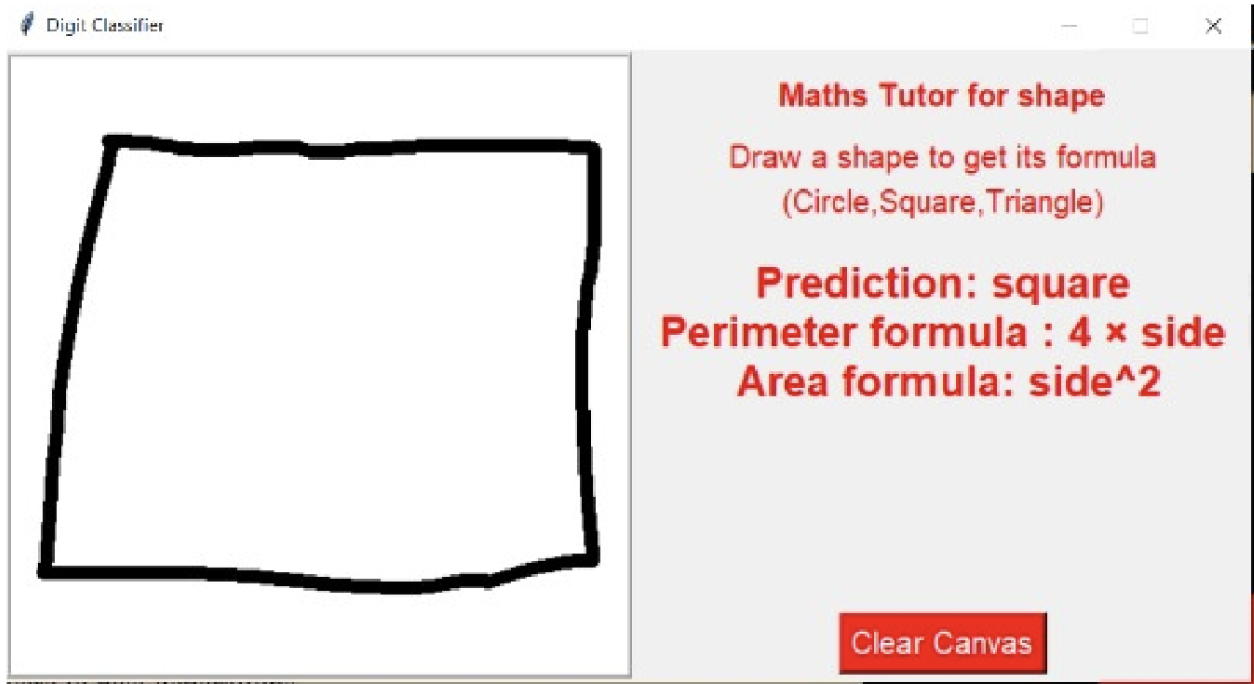 Digit Classifier
Maths Tutor for shape
Draw a shape to get its formula
(Circle,Square,Triangle)
Prediction: square
Perimeter formula : 4 × side
Area formula: side^2
Clear Canvas